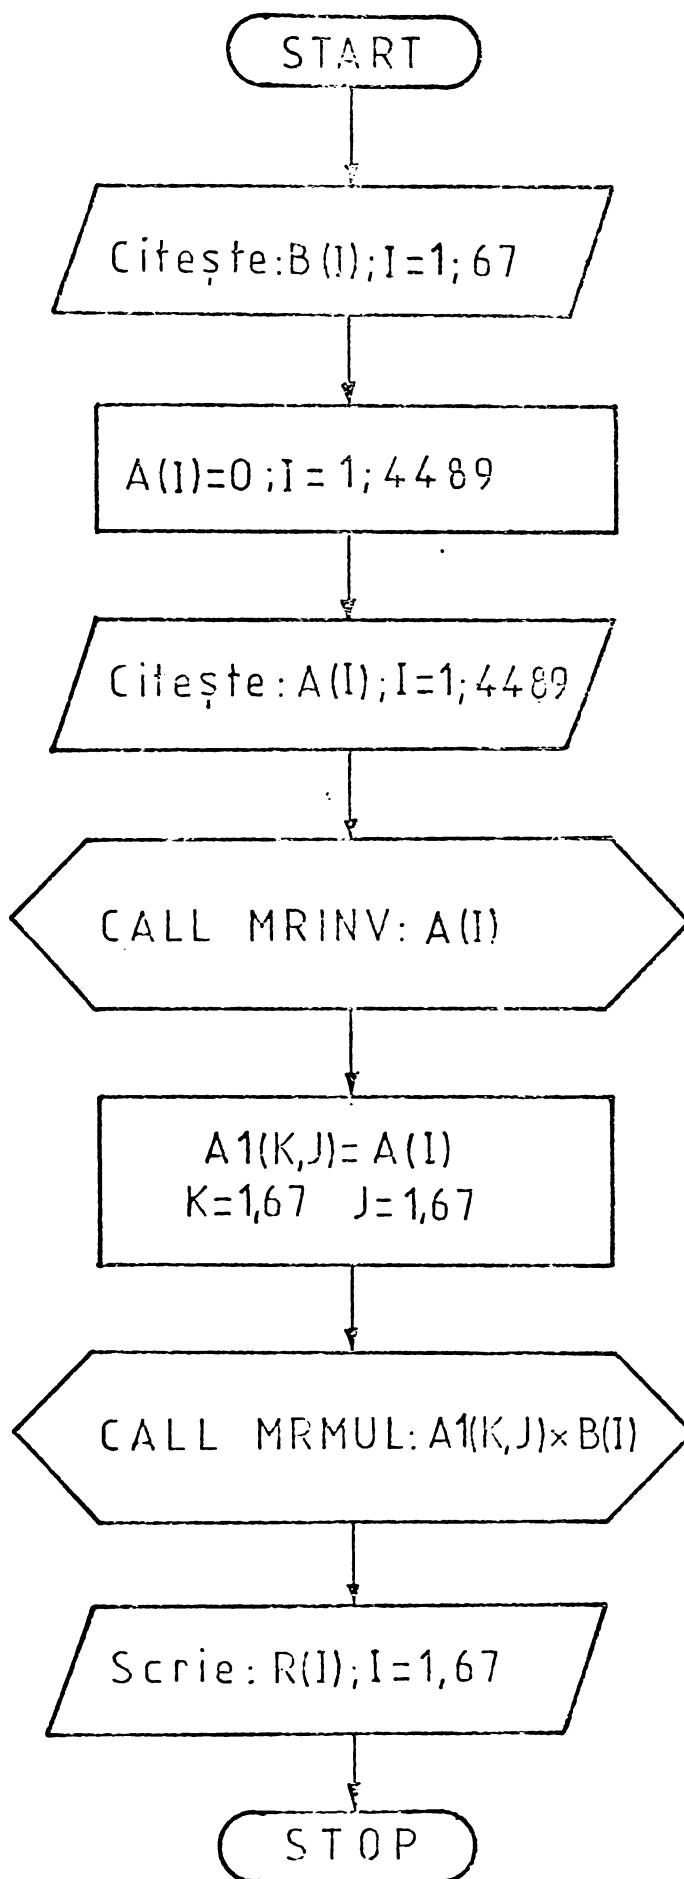 START
Citește: B(I); I=1; 67
A(I)=0; I=1; 4489
Citește: A(I); I=1; 4489
CALL MRINV: A(I)
A1(K,J)= A(I)
K=1,67 J=1,67
CALL MRMUL: A1(K,J)×B(I)
Scrie: R(I); I=1,67
STOP